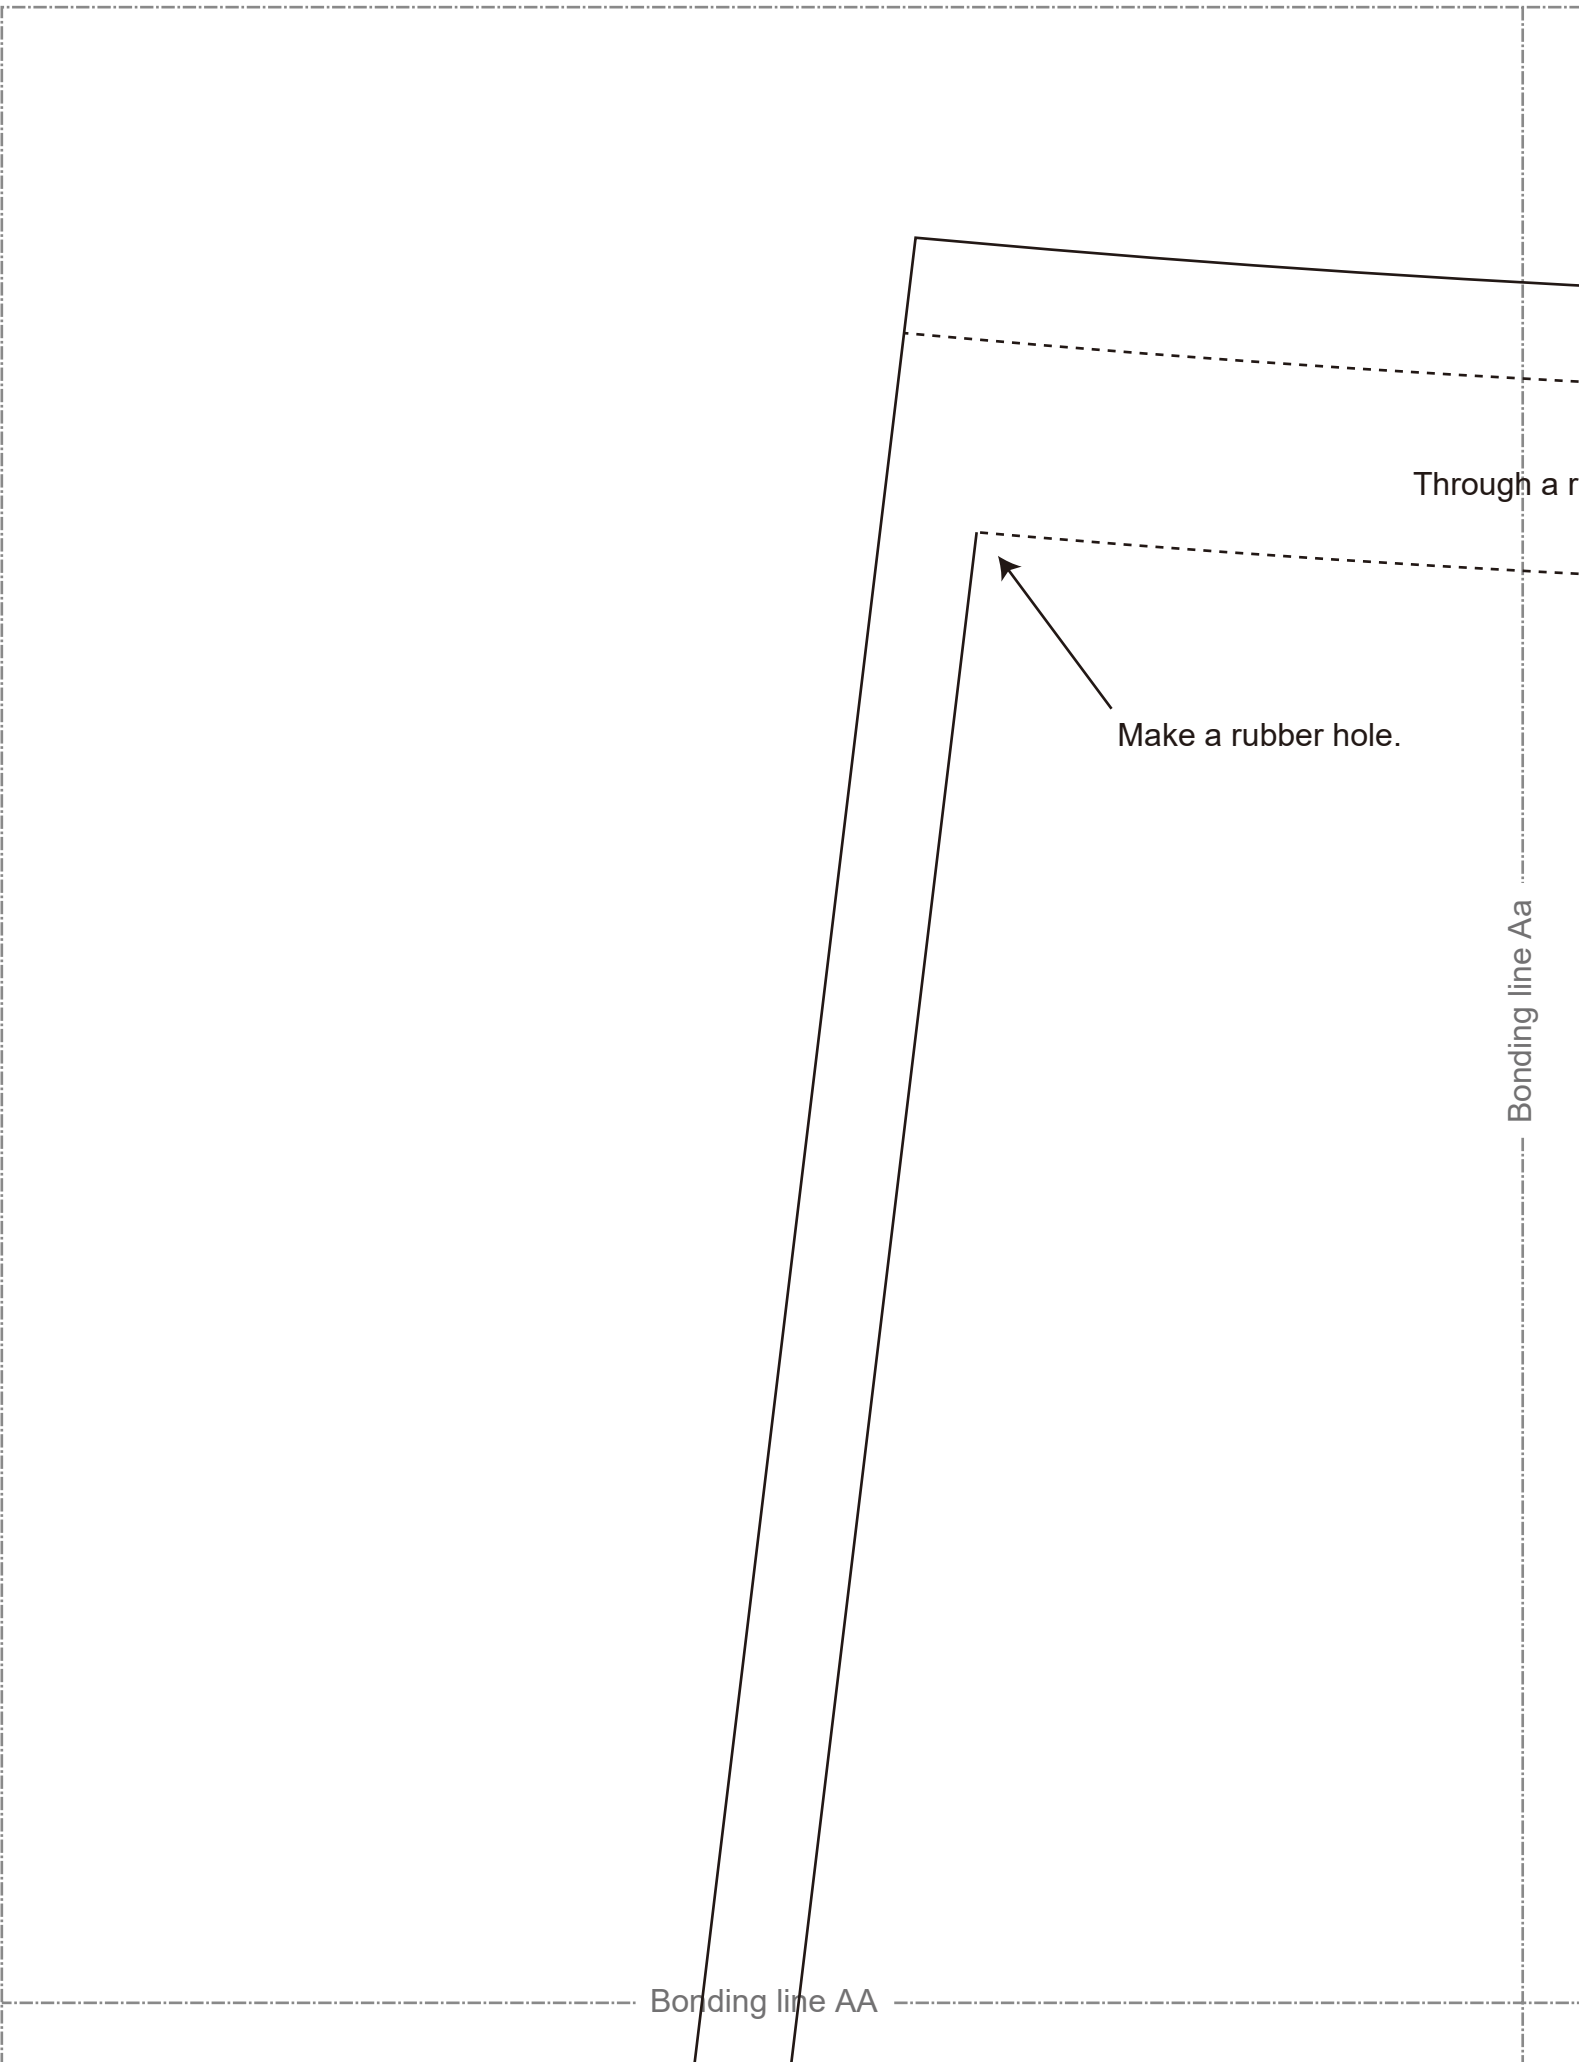 Through a r
Make a rubber hole.
Bonding line Aa
Bonding line AA